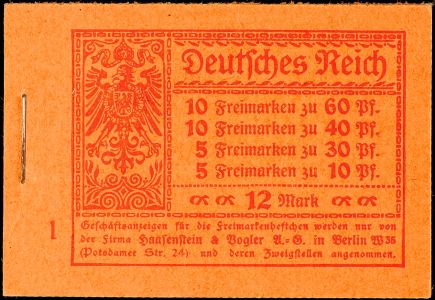 Deutsches Reich
10 Freimarken zu 60 Pf.
10 Freimarken zu 40 Pf.
5 Freimarken zu 30 Pf.
5 Freimarken zu 10 Pf.
12 Mark
1
Geschäftsanzeigen für die Freimarkenheftchen werden nur von
der Firma Haasenstein & Vogler A.=G. in Berlin W35
(Potsdamer Str. 24) und deren Zweigstellen angenommen.